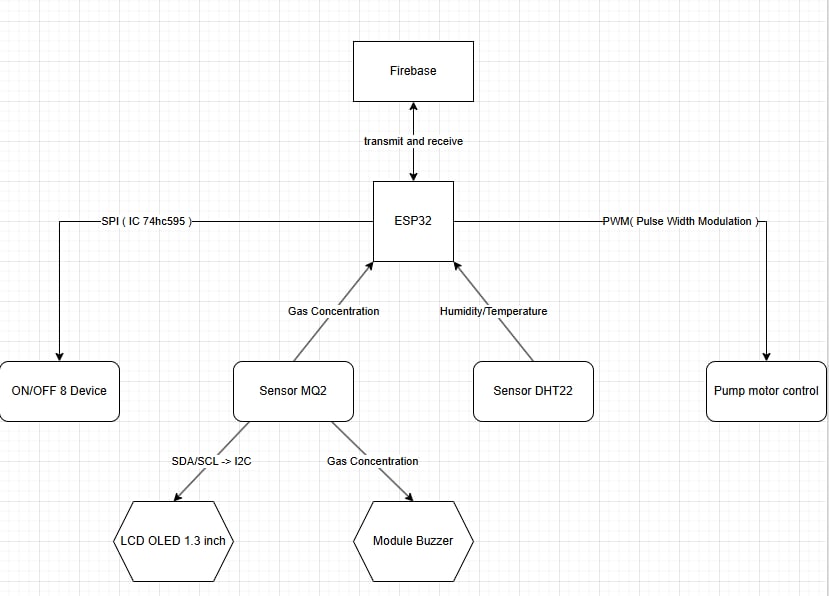 Firebase
transmit and receive
ESP32
SPI ( IC 74hc595 )
PWM( Pulse Width Modulation )
Gas Concentration
Humidity/Temperature
ON/OFF 8 Device
Sensor MQ2
Sensor DHT22
Pump motor control
SDA/SCL -> I2C
Gas Concentration
LCD OLED 1.3 inch
Module Buzzer